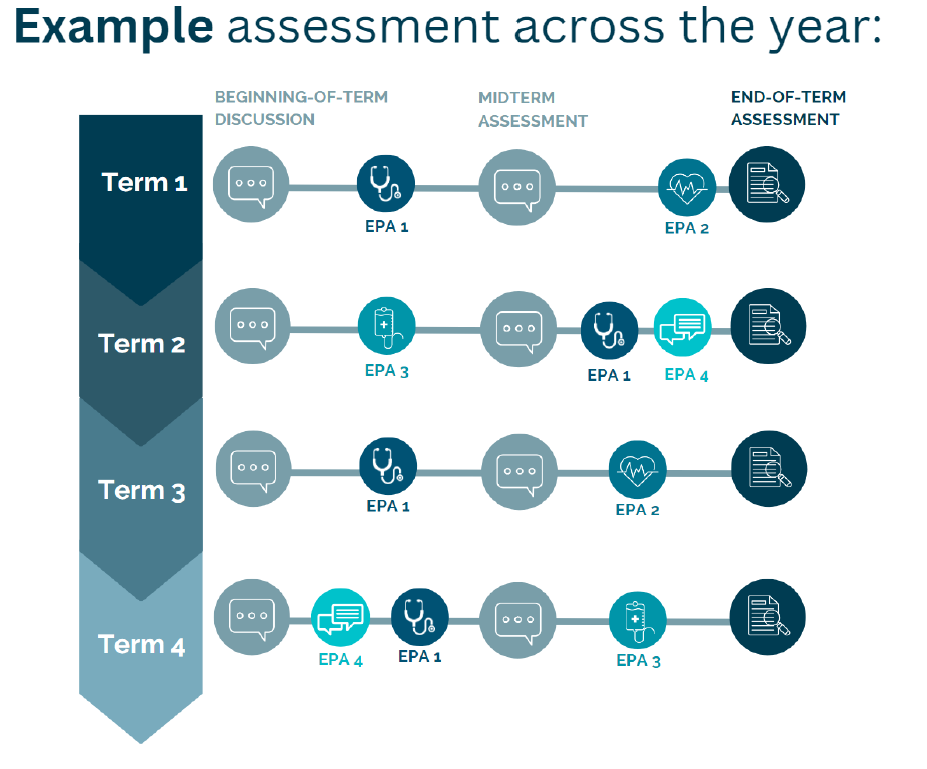 Example assessment across the year:
BEGINNING-OF-TERM
DISCUSSION
MIDTERM
ASSESSMENT
END-OF-TERM
ASSESSMENT
Term 1
EPA 1
EPA 2
Term 2
EPA 3
EPA 1
EPA 4
Term 3
EPA 1
EPA 2
Term 4
EPA 4
EPA 1
EPA 3